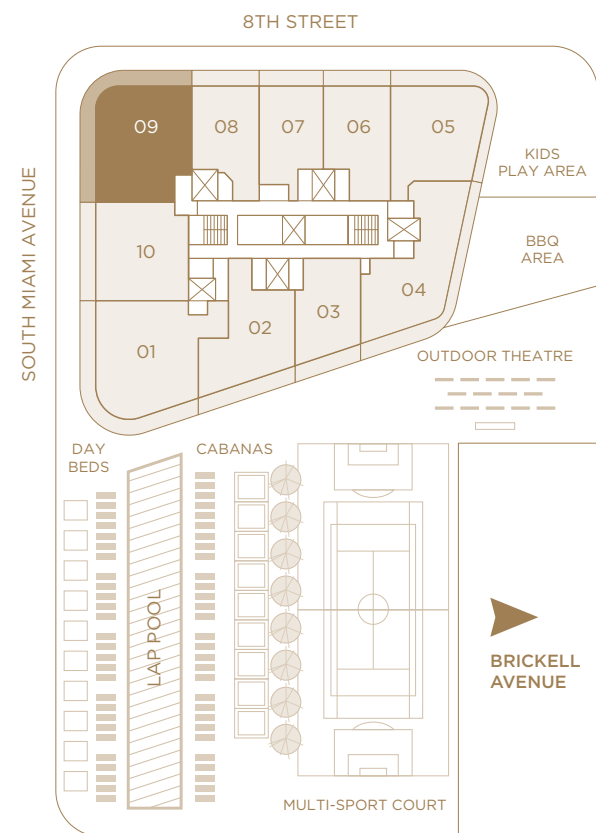 8TH STREET
SOUTH MIAMI AVENUE
09
08
07
06
05
KIDS
PLAY AREA
BBQ
AREA
10
04
03
02
01
OUTDOOR THEATRE
DAY
BEDS
CABANAS
LAP POOL
BRICKELL
AVENUE
MULTI-SPORT COURT